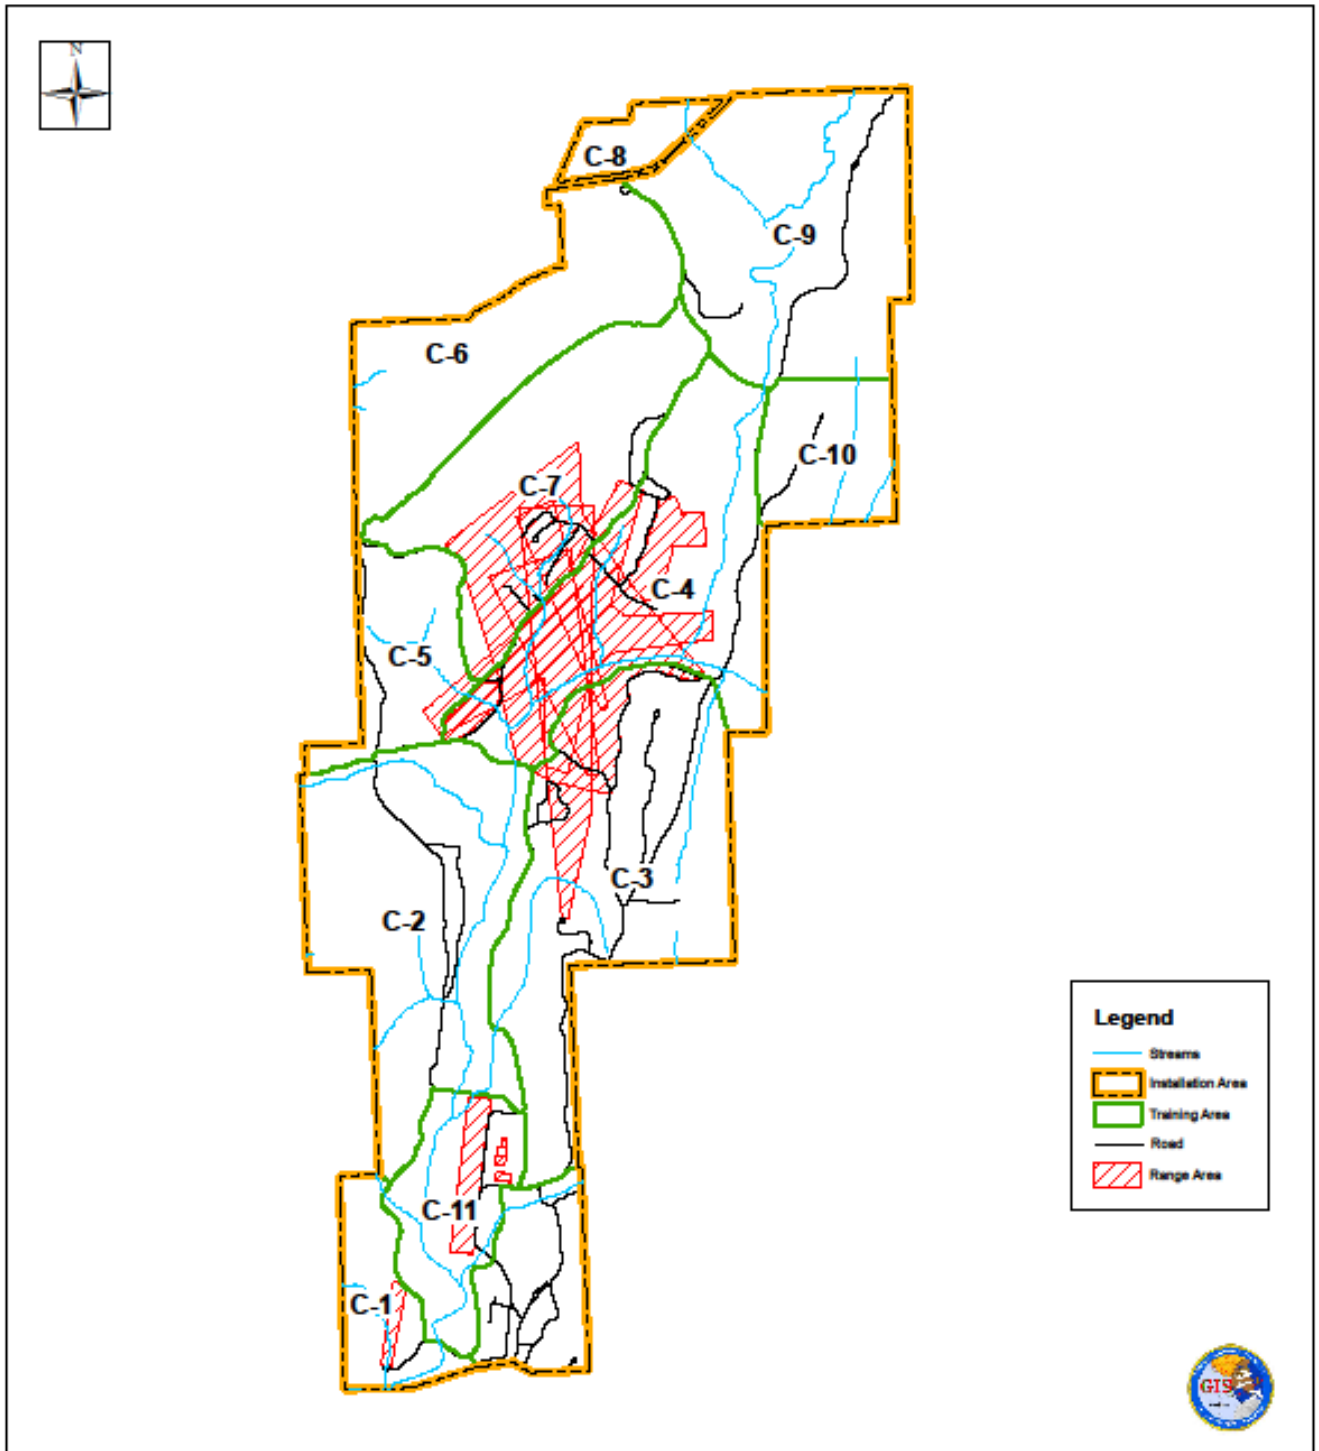 N
C-8
C-9
C-6
C-10
C-7
C-4
C-5
C-3
C-2
C-11
C-1
Legend
Streams
Installation Area
Training Area
Road
Range Area
GIS